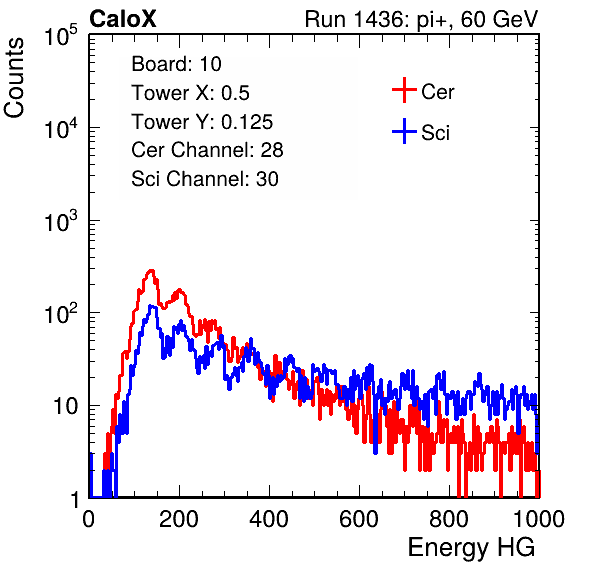 CaloX Run 1436: pi+, 60 GeV
Board: 10
Tower X: 0.5
Tower Y: 0.125
Cer Channel: 28
Sci Channel: 30
Cer
Sci
Counts
10^5
10^4
10^3
10^2
10
1
0 200 400 600 800 1000
Energy HG